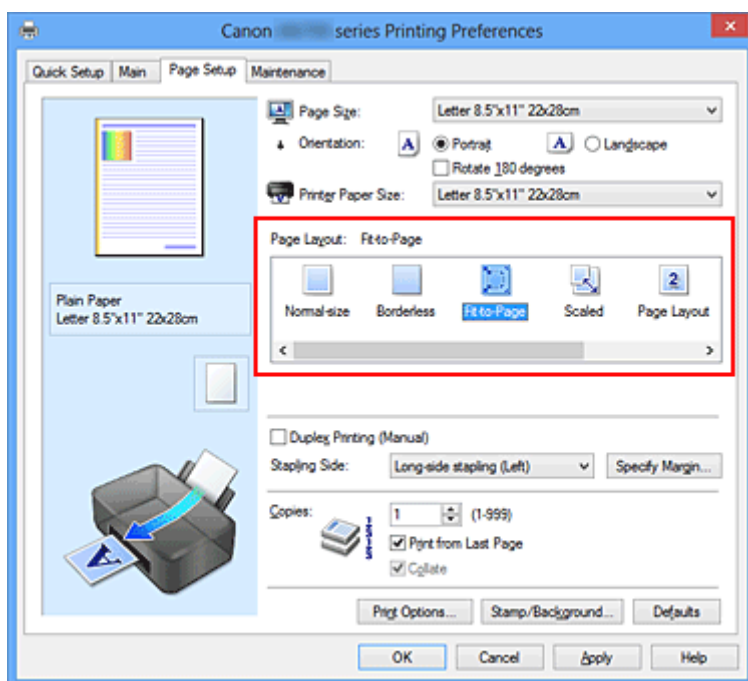 Canon series Printing Preferences
Quick Setup Main Page Setup Maintenance
Page Size: Letter 8.5"x11" 22x28cm
Orientation: A Portrait A Landscape
Rotate 180 degrees
Printer Paper Size: Letter 8.5"x11" 22x28cm
Page Layout: Fit-to-Page
Normal-size Borderless Fit-to-Page Scaled Page Layout
Plain Paper
Letter 8.5"x11" 22x28cm
Duplex Printing (Manual)
Stapling Side: Long-side stapling (Left) Specify Margin...
Copies: 1 (1-999)
Print from Last Page
Collate
Print Options... Stamp/Background... Defaults
OK Cancel Apply Help